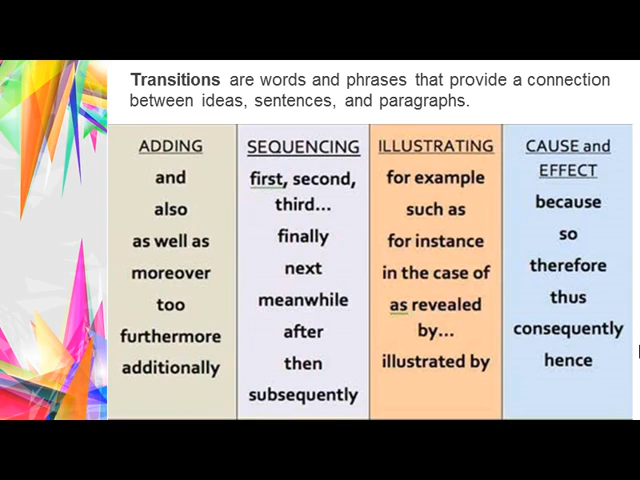 Transitions are words and phrases that provide a connection
between ideas, sentences, and paragraphs.
ADDING
and
also
as well as
moreover
too
furthermore
additionally
SEQUENCING
first, second,
third...
finally
next
meanwhile
after
then
subsequently
ILLUSTRATING
for example
such as
for instance
in the case of
as revealed
by...
illustrated by
CAUSE and
EFFECT
because
so
therefore
thus
consequently
hence